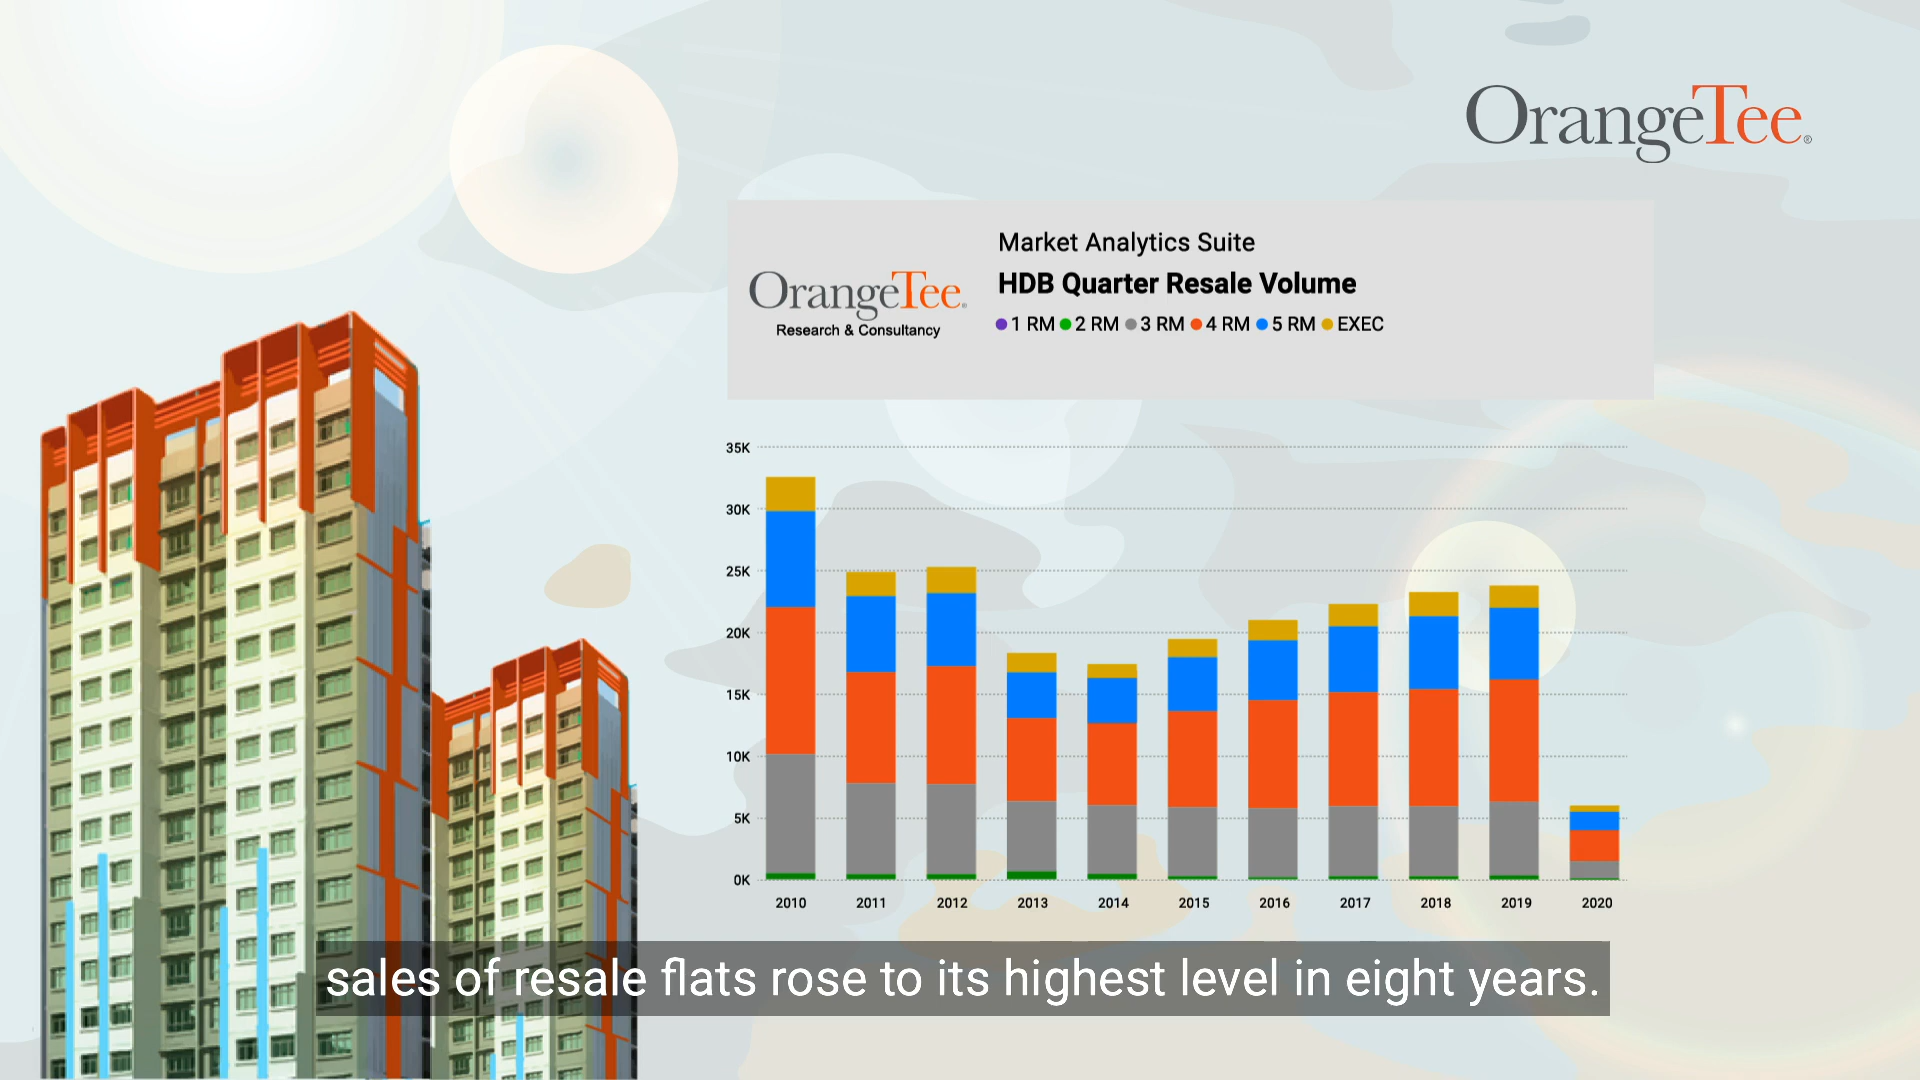 OrangeTee®
Market Analytics Suite
OrangeTee®
HDB Quarter Resale Volume
Research & Consultancy
1 RM 2 RM 3 RM 4 RM 5 RM EXEC
35K
30K
25K
20K
15K
10K
5K
0K
2010 2011 2012 2013 2014 2015 2016 2017 2018 2019 2020
sales of resale flats rose to its highest level in eight years.